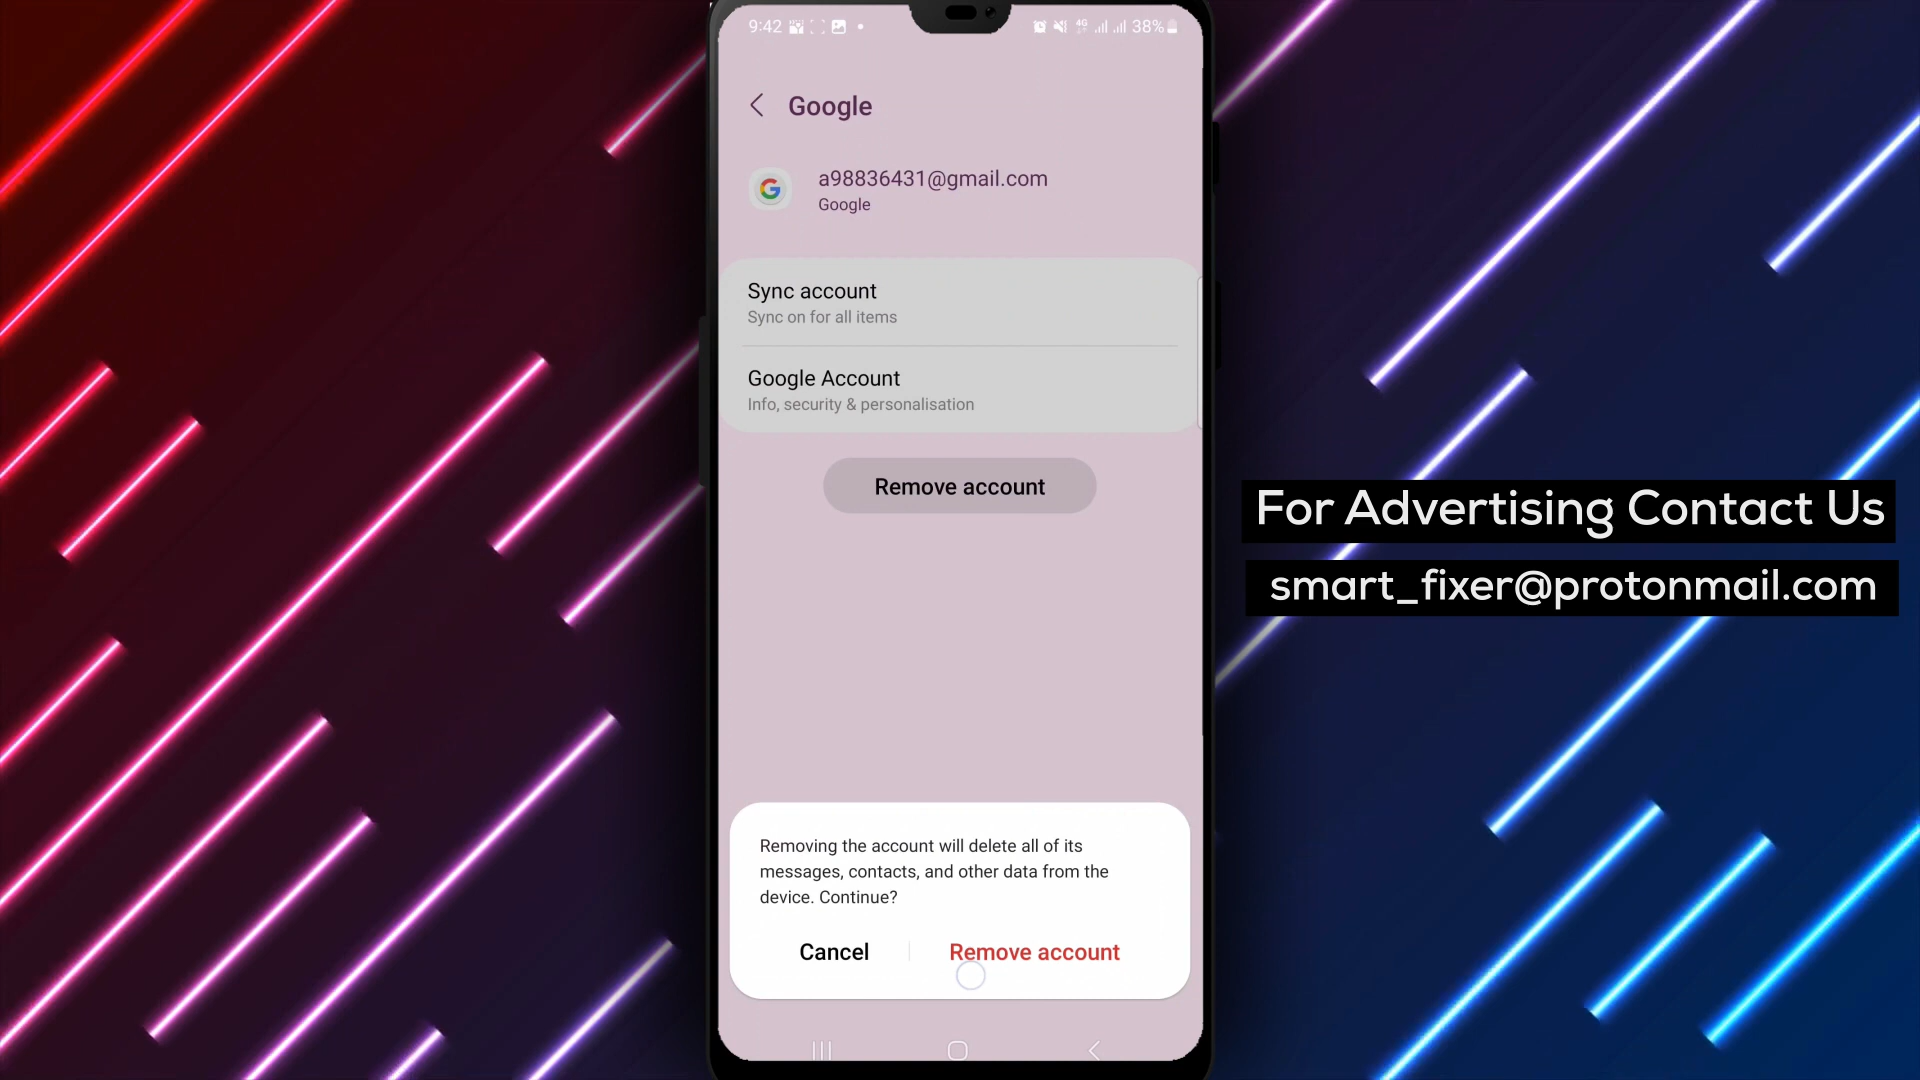 9:42
38%
Google
a98836431@gmail.com
Google
Sync account
Sync on for all items
Google Account
Info, security & personalisation
Remove account
For Advertising Contact Us
smart_fixer@protonmail.com
Removing the account will delete all of its
messages, contacts, and other data from the
device. Continue?
Cancel
Remove account